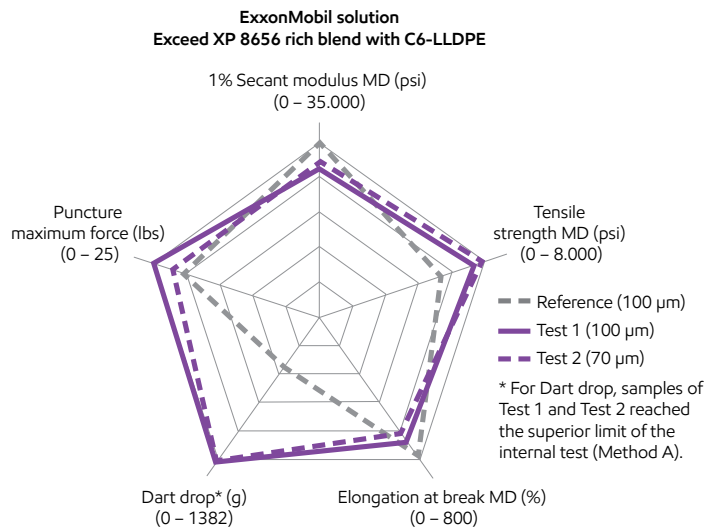 ExxonMobil solution
Exceed XP 8656 rich blend with C6-LLDPE
1% Secant modulus MD (psi)
(0 – 35.000)
Puncture
maximum force (lbs)
(0 – 25)
Tensile
strength MD (psi)
(0 – 8.000)
Reference (100 µm)
Test 1 (100 µm)
Test 2 (70 µm)
* For Dart drop, samples of
Test 1 and Test 2 reached
the superior limit of the
internal test (Method A).
Dart drop* (g)
(0 – 1382)
Elongation at break MD (%)
(0 – 800)